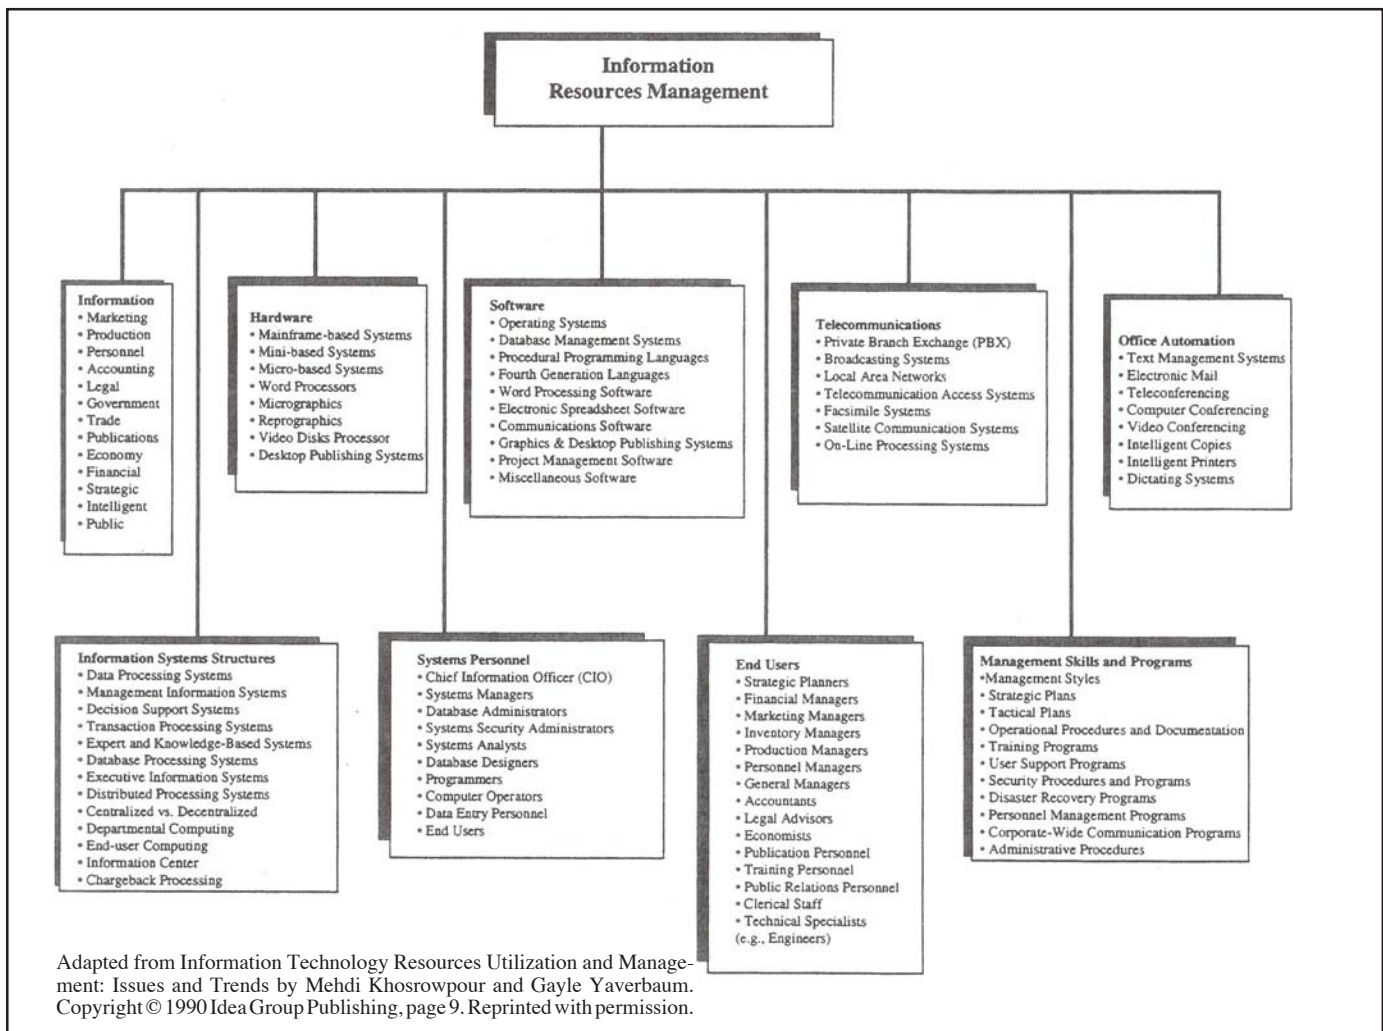 Information
Resources Management
Information
• Marketing
• Production
• Personnel
• Accounting
• Legal
• Government
• Trade
• Publications
• Economy
• Financial
• Strategic
• Intelligent
• Public
Hardware
• Mainframe-based Systems
• Mini-based Systems
• Micro-based Systems
• Word Processors
• Micrographics
• Reprographics
• Video Disks Processor
• Desktop Publishing Systems
Software
• Operating Systems
• Database Management Systems
• Procedural Programming Languages
• Fourth Generation Languages
• Word Processing Software
• Electronic Spreadsheet Software
• Communications Software
• Graphics & Desktop Publishing Systems
• Project Management Software
• Miscellaneous Software
Telecommunications
• Private Branch Exchange (PBX)
• Broadcasting Systems
• Local Area Networks
• Telecommunication Access Systems
• Facsimile Systems
• Satellite Communication Systems
• On-Line Processing Systems
Office Automation
• Text Management Systems
• Electronic Mail
• Teleconferencing
• Computer Conferencing
• Video Conferencing
• Intelligent Copies
• Intelligent Printers
• Dictating Systems
Information Systems Structures
• Data Processing Systems
• Management Information Systems
• Decision Support Systems
• Transaction Processing Systems
• Expert and Knowledge-Based Systems
• Database Processing Systems
• Executive Information Systems
• Distributed Processing Systems
• Centralized vs. Decentralized
• Departmental Computing
• End-user Computing
• Information Center
• Chargeback Processing
Systems Personnel
• Chief Information Officer (CIO)
• Systems Managers
• Database Administrators
• Systems Security Administrators
• Systems Analysts
• Database Designers
• Programmers
• Computer Operators
• Data Entry Personnel
• End Users
End Users
• Strategic Planners
• Financial Managers
• Marketing Managers
• Inventory Managers
• Production Managers
• Personnel Managers
• General Managers
• Accountants
• Legal Advisors
• Economists
• Publication Personnel
• Training Personnel
• Public Relations Personnel
• Clerical Staff
• Technical Specialists
(e.g., Engineers)
Management Skills and Programs
•Management Styles
• Strategic Plans
• Tactical Plans
• Operational Procedures and Documentation
• Training Programs
• User Support Programs
• Security Procedures and Programs
• Disaster Recovery Programs
• Personnel Management Programs
• Corporate-Wide Communication Programs
• Administrative Procedures
Adapted from Information Technology Resources Utilization and Manage-
ment: Issues and Trends by Mehdi Khosrowpour and Gayle Yaverbaum.
Copyright © 1990 Idea Group Publishing, page 9. Reprinted with permission.